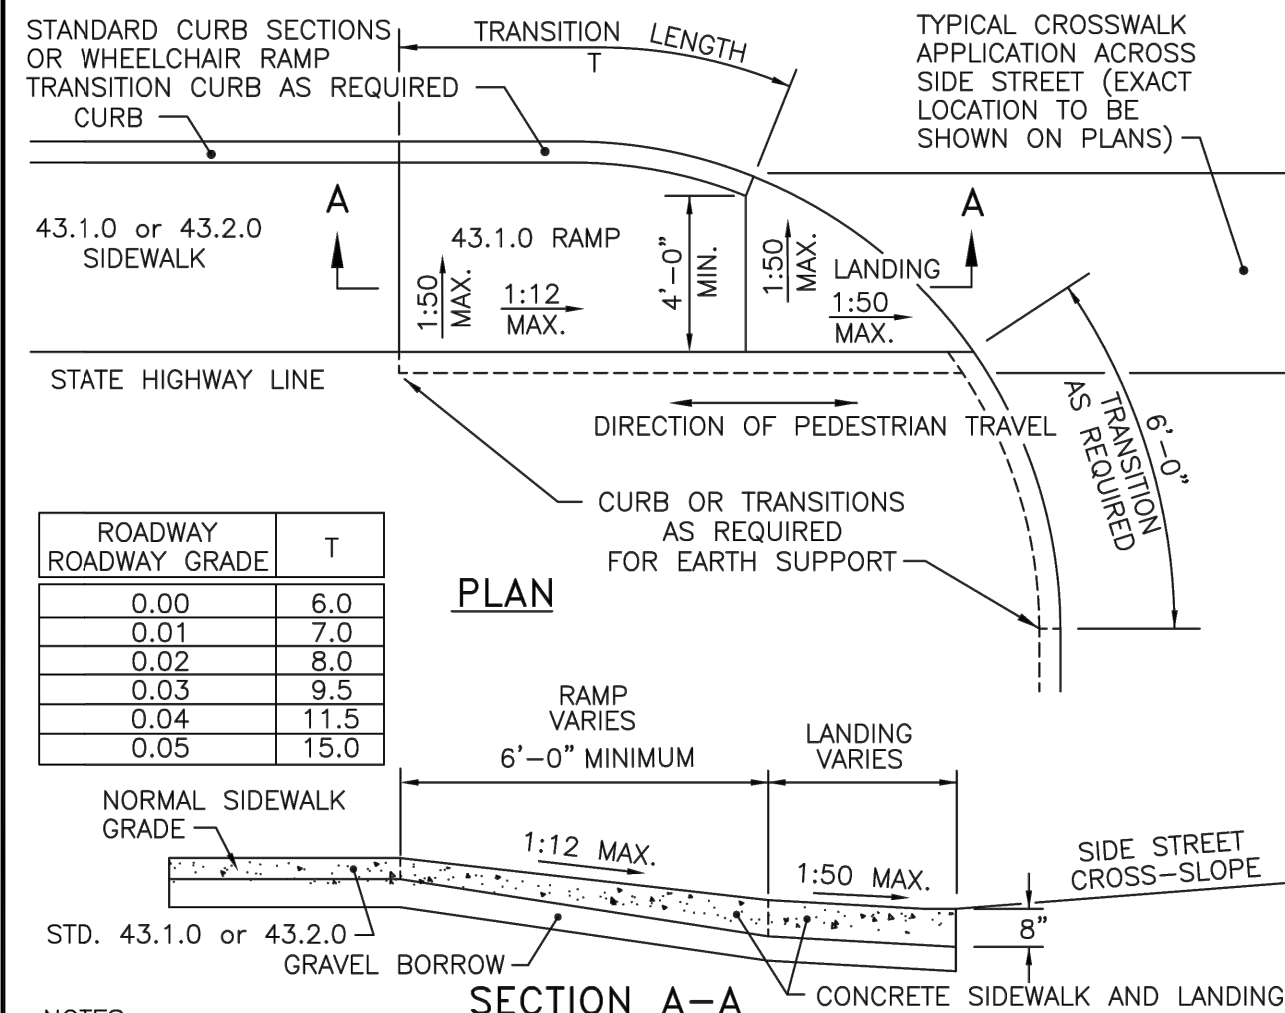 STANDARD CURB SECTIONS
OR WHEELCHAIR RAMP
TRANSITION CURB AS REQUIRED
CURB
TRANSITION LENGTH
T
TYPICAL CROSSWALK
APPLICATION ACROSS
SIDE STREET (EXACT
LOCATION TO BE
SHOWN ON PLANS)
A
A
43.1.0 or 43.2.0
SIDEWALK
43.1.0 RAMP
1:50
MAX.
1:12
MAX.
4'-0"
MIN.
1:50
MAX.
LANDING
1:50
MAX.
STATE HIGHWAY LINE
DIRECTION OF PEDESTRIAN TRAVEL
6'-0"
TRANSITION
AS REQUIRED
CURB OR TRANSITIONS
AS REQUIRED
FOR EARTH SUPPORT
PLAN
ROADWAY
ROADWAY GRADE T
0.00 6.0
0.01 7.0
0.02 8.0
0.03 9.5
0.04 11.5
0.05 15.0
RAMP
VARIES
6'-0" MINIMUM
LANDING
VARIES
NORMAL SIDEWALK
GRADE
1:12 MAX.
1:50 MAX.
SIDE STREET
CROSS-SLOPE
8"
STD. 43.1.0 or 43.2.0
GRAVEL BORROW
CONCRETE SIDEWALK AND LANDING
SECTION A-A